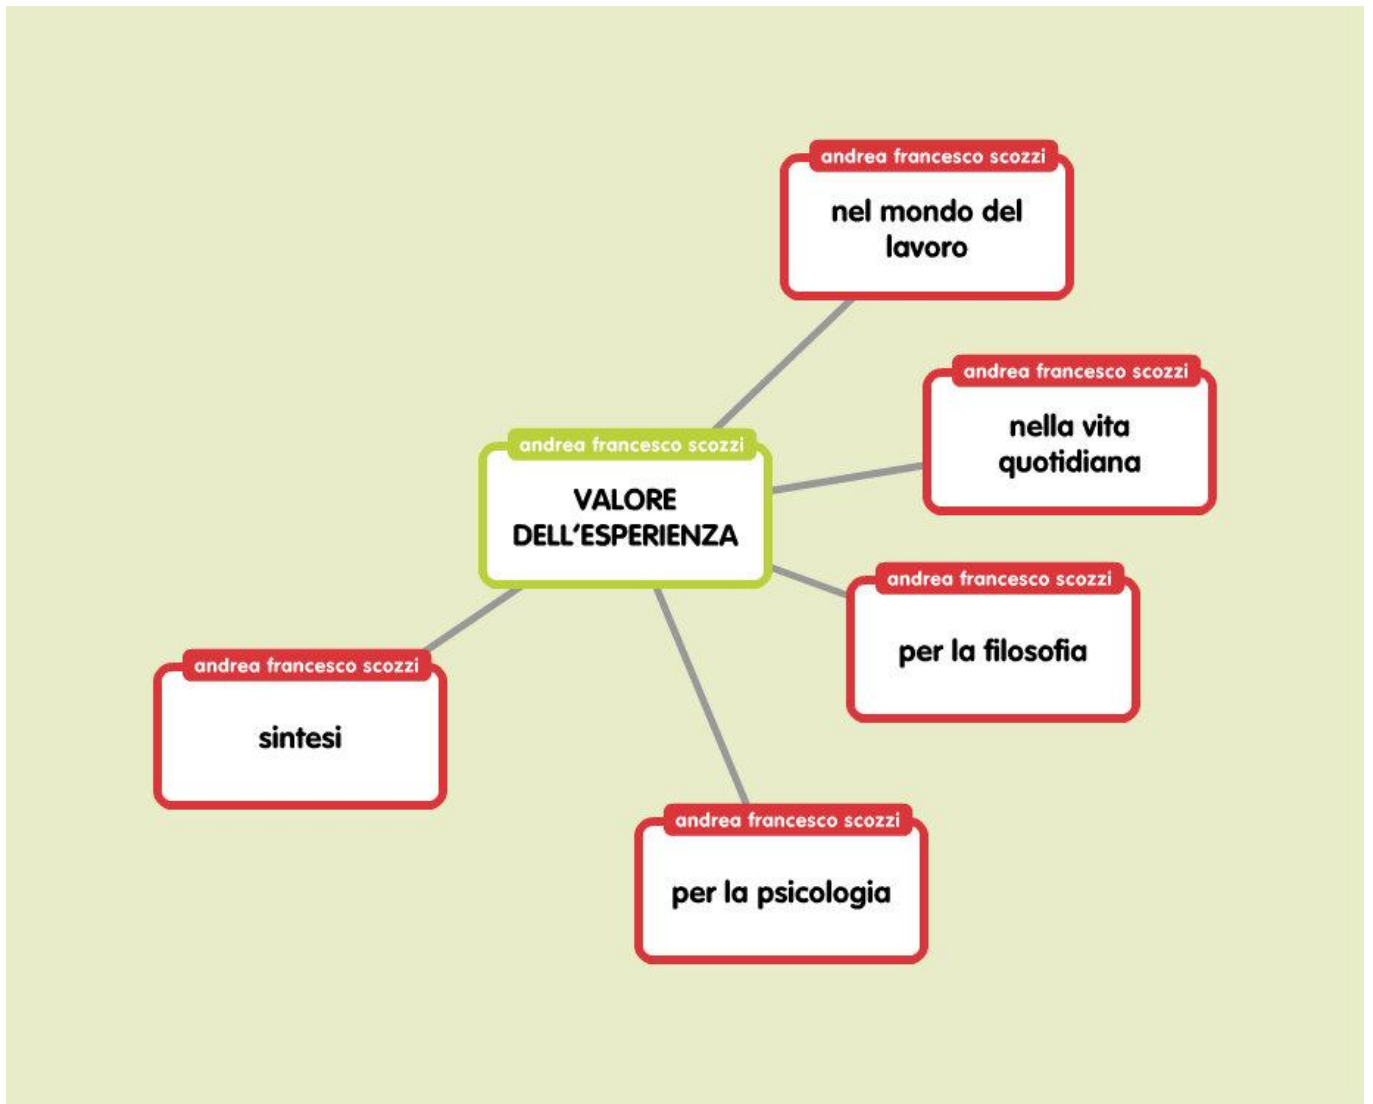 andrea francesco scozzi
nel mondo del
lavoro
andrea francesco scozzi
nella vita
quotidiana
andrea francesco scozzi
VALORE
DELL'ESPERIENZA
andrea francesco scozzi
per la filosofia
andrea francesco scozzi
sintesi
andrea francesco scozzi
per la psicologia